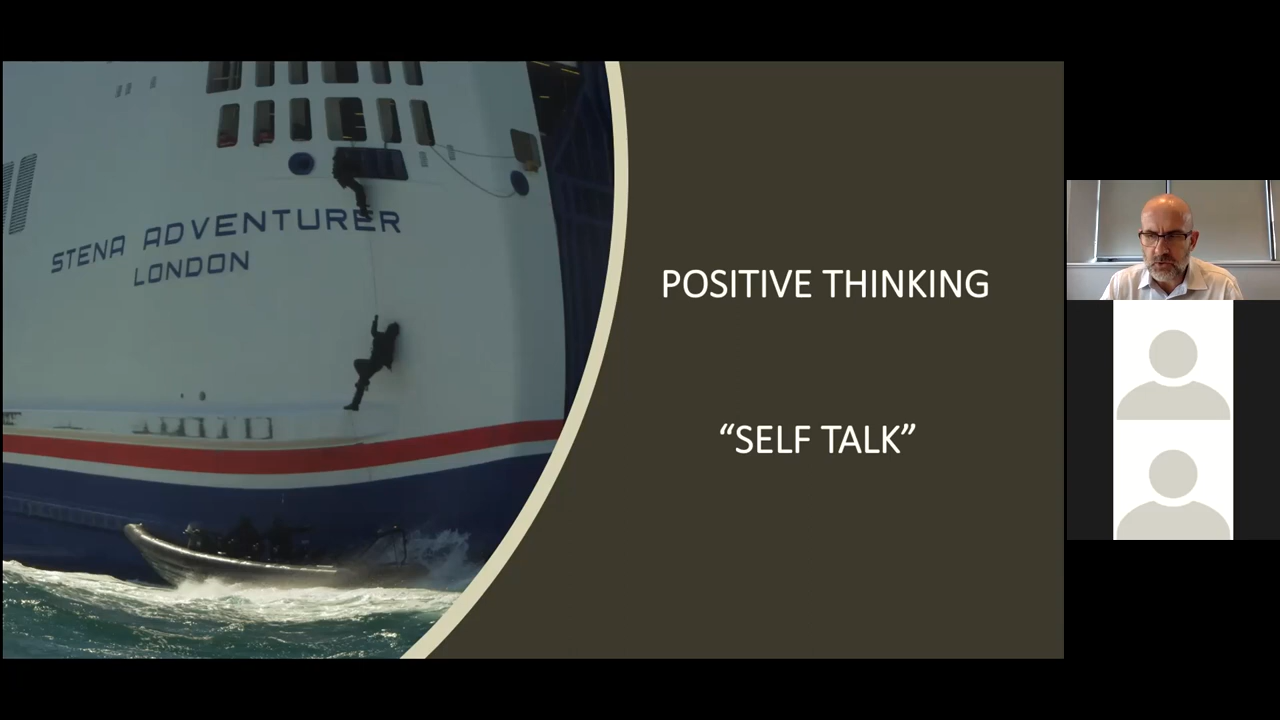 STENA ADVENTURER
LONDON
POSITIVE THINKING
“SELF TALK”